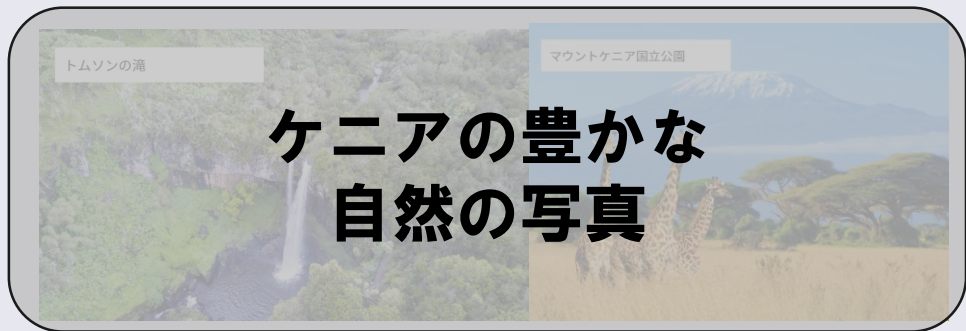 トムソンの滝
マウントケニア国立公園
ケニアの豊かな
自然の写真